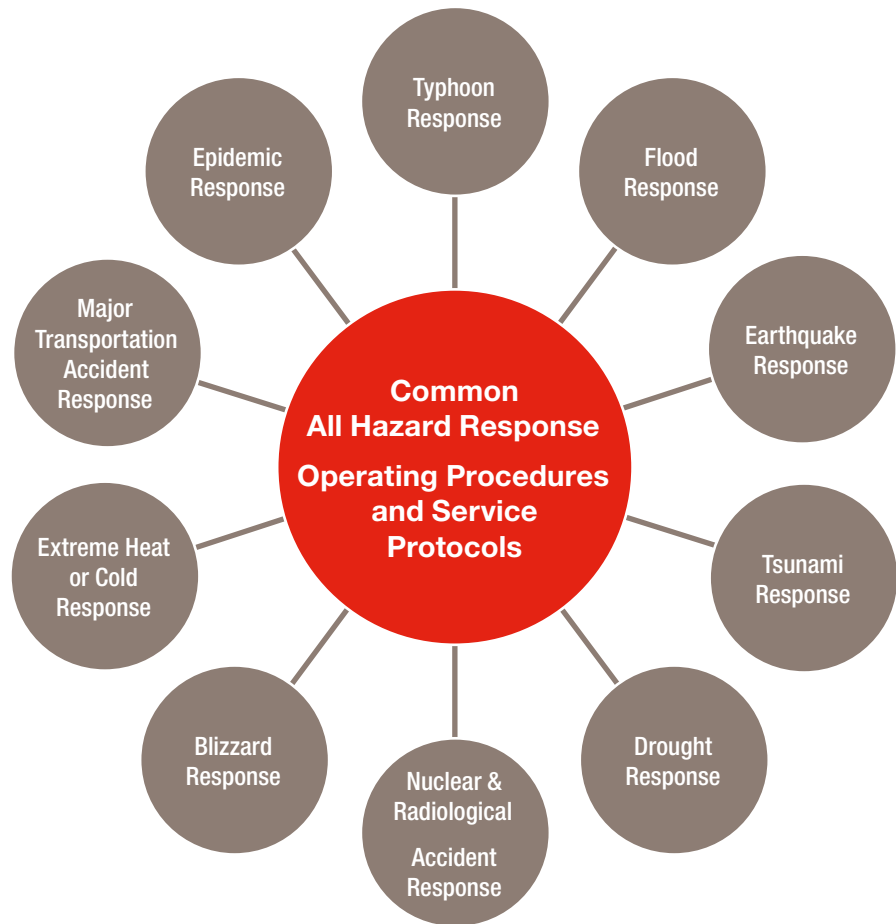 Typhoon
Response
Flood
Response
Earthquake
Response
Tsunami
Response
Drought
Response
Nuclear &
Radiological
Accident
Response
Blizzard
Response
Extreme Heat
or Cold
Response
Major
Transportation
Accident
Response
Epidemic
Response
Common
All Hazard Response
Operating Procedures
and Service
Protocols